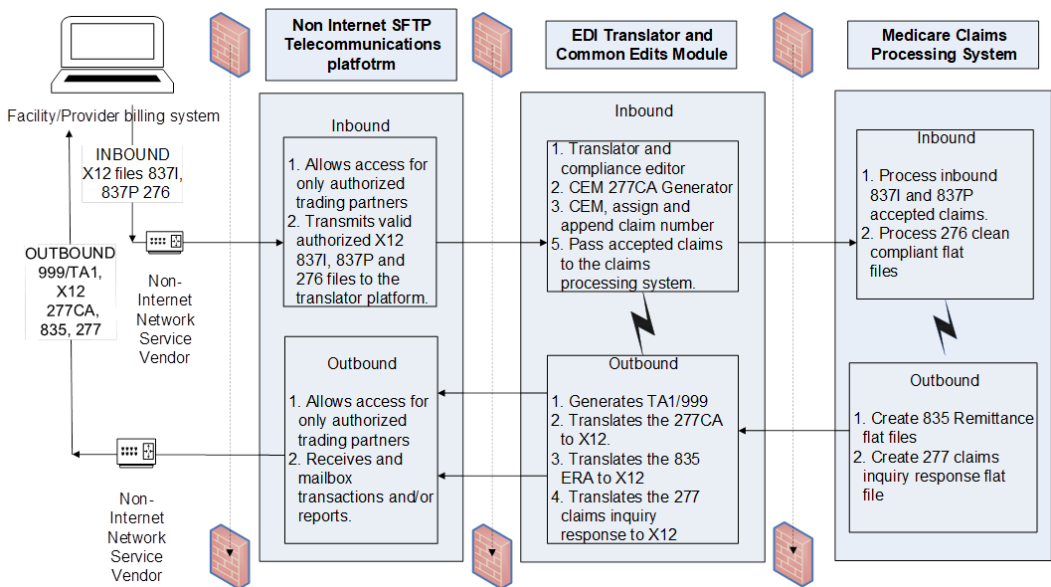 Non Internet SFTP
Telecommunications
platfotrm
EDI Translator and
Common Edits Module
Medicare Claims
Processing System
Facility/Provider billing system
INBOUND
X12 files 837I,
837P 276
OUTBOUND
999/TA1,
X12
277CA,
835, 277
Non-
Internet
Network
Service
Vendor
Non-
Internet
Network
Service
Vendor
Inbound
1. Allows access for
only authorized
trading partners
2. Transmits valid
authorized X12
837I, 837P and
276 files to the
translator platform.
Outbound
1. Allows access for
only authorized
trading partners
2. Receives and
mailbox
transactions and/or
reports.
Inbound
1. Translator and
compliance editor
2. CEM 277CA Generator
3. CEM, assign and
append claim number
5. Pass accepted claims
to the claims
processing system.
Outbound
1. Generates TA1/999
2. Translates the 277CA
to X12.
3. Translates the 835
ERA to X12
4. Translates the 277
claims inquiry
response to X12
Inbound
1. Process inbound
837I and 837P
accepted claims.
2. Process 276 clean
compliant flat
files
Outbound
1. Create 835 Remittance
flat files
2. Create 277 claims
inquiry response flat
file